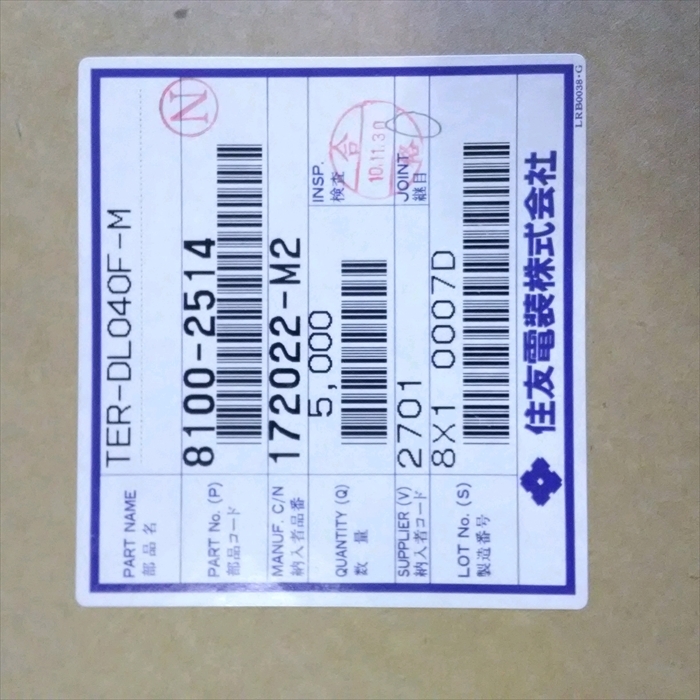 LRB0038-G
PART NAME
部品名
TER-DL040F-M
N
PART No. (P)
部品コード
8100-2514
MANUF. C/N
納入者品番
172022-M2
QUANTITY (Q)
数 量
5,000
INSP.
検査
合
10.11.30
格
SUPPLIER (V)
納入者コード
2701
JOINT
継目
LOT No. (S)
製造番号
8X1 0007D
住友電装株式会社